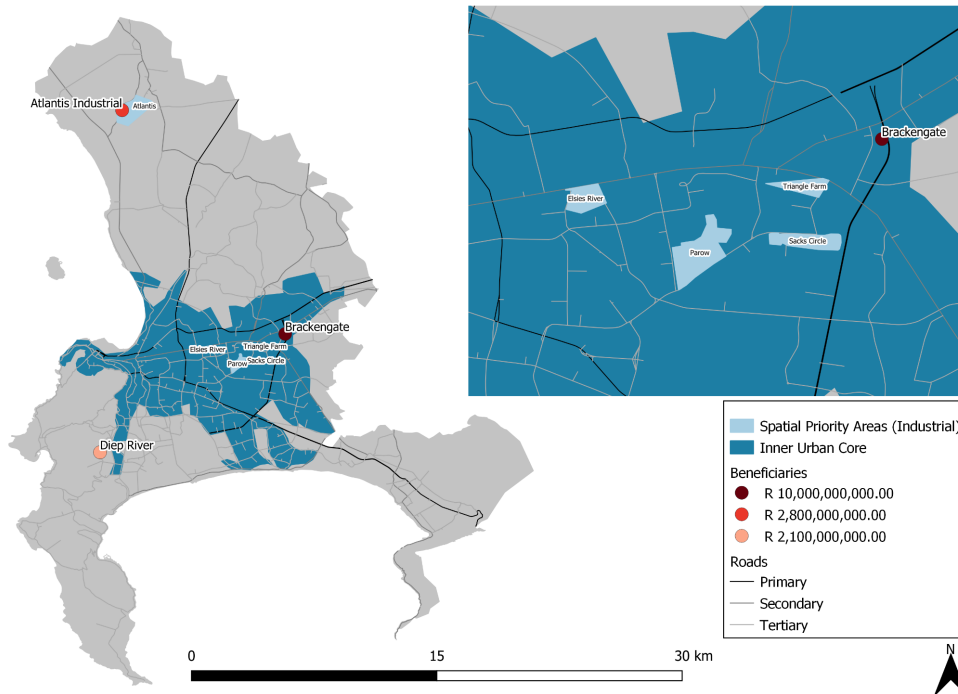 Atlantis Industrial
Atlantis
Brackengate
Elsies River
Triangle Farm
Parow
Sacks Circle
Diep River
Brackengate
Triangle Farm
Elsies River
Sacks Circle
Parow
Spatial Priority Areas (Industrial)
Inner Urban Core
Beneficiaries
R 10,000,000,000.00
R 2,800,000,000.00
R 2,100,000,000.00
Roads
Primary
Secondary
Tertiary
0 15 30 km
N